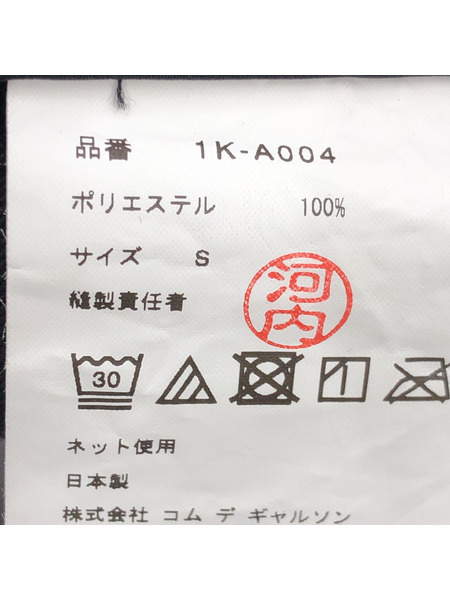 品番 1K-A004
ポリエステル 100%
サイズ S
縫製責任者 河内
30
ネット使用
日本製
株式会社 コム デ ギャルソン